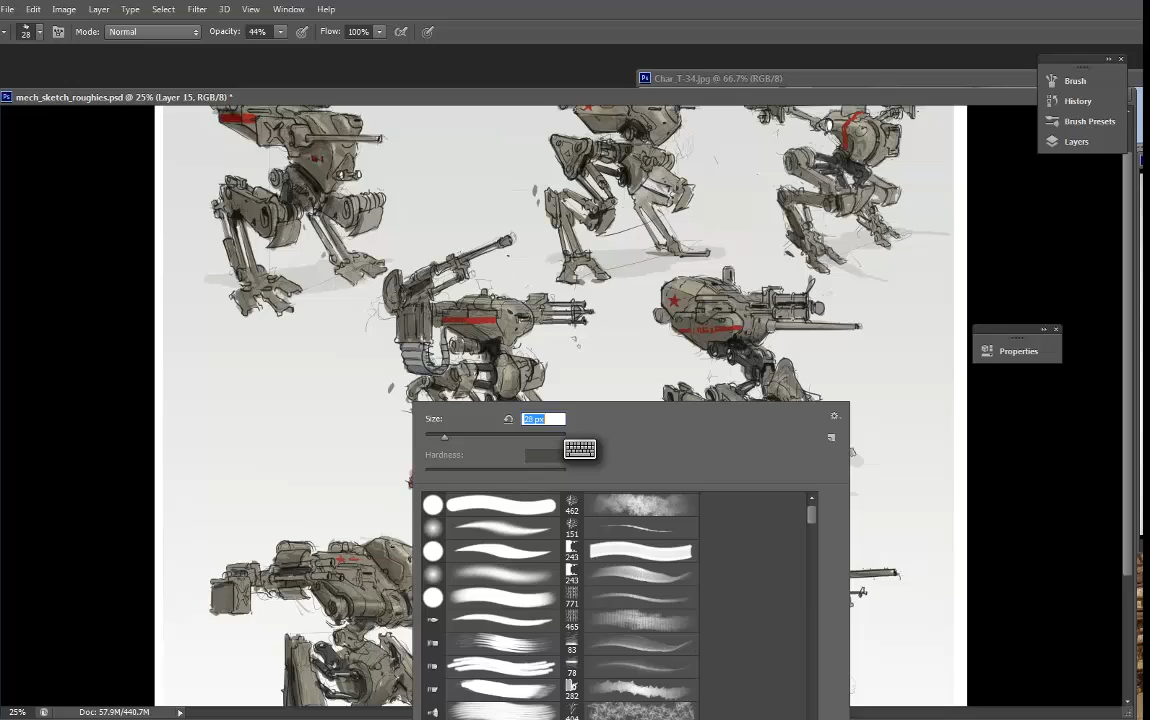 File Edit Image Layer Type Select Filter 3D View Window Help
28 Mode: Normal Opacity: 44% Flow: 100%
Char_T-34.jpg @ 66.7% (RGB/8)
mech_sketch_roughies.psd @ 25% (Layer 15, RGB/8) *
Brush
History
Brush Presets
Layers
Properties
Size: 28 px
Hardness:
462
151
243
243
771
465
83
78
282
25% Doc: 57.9M/440.7M